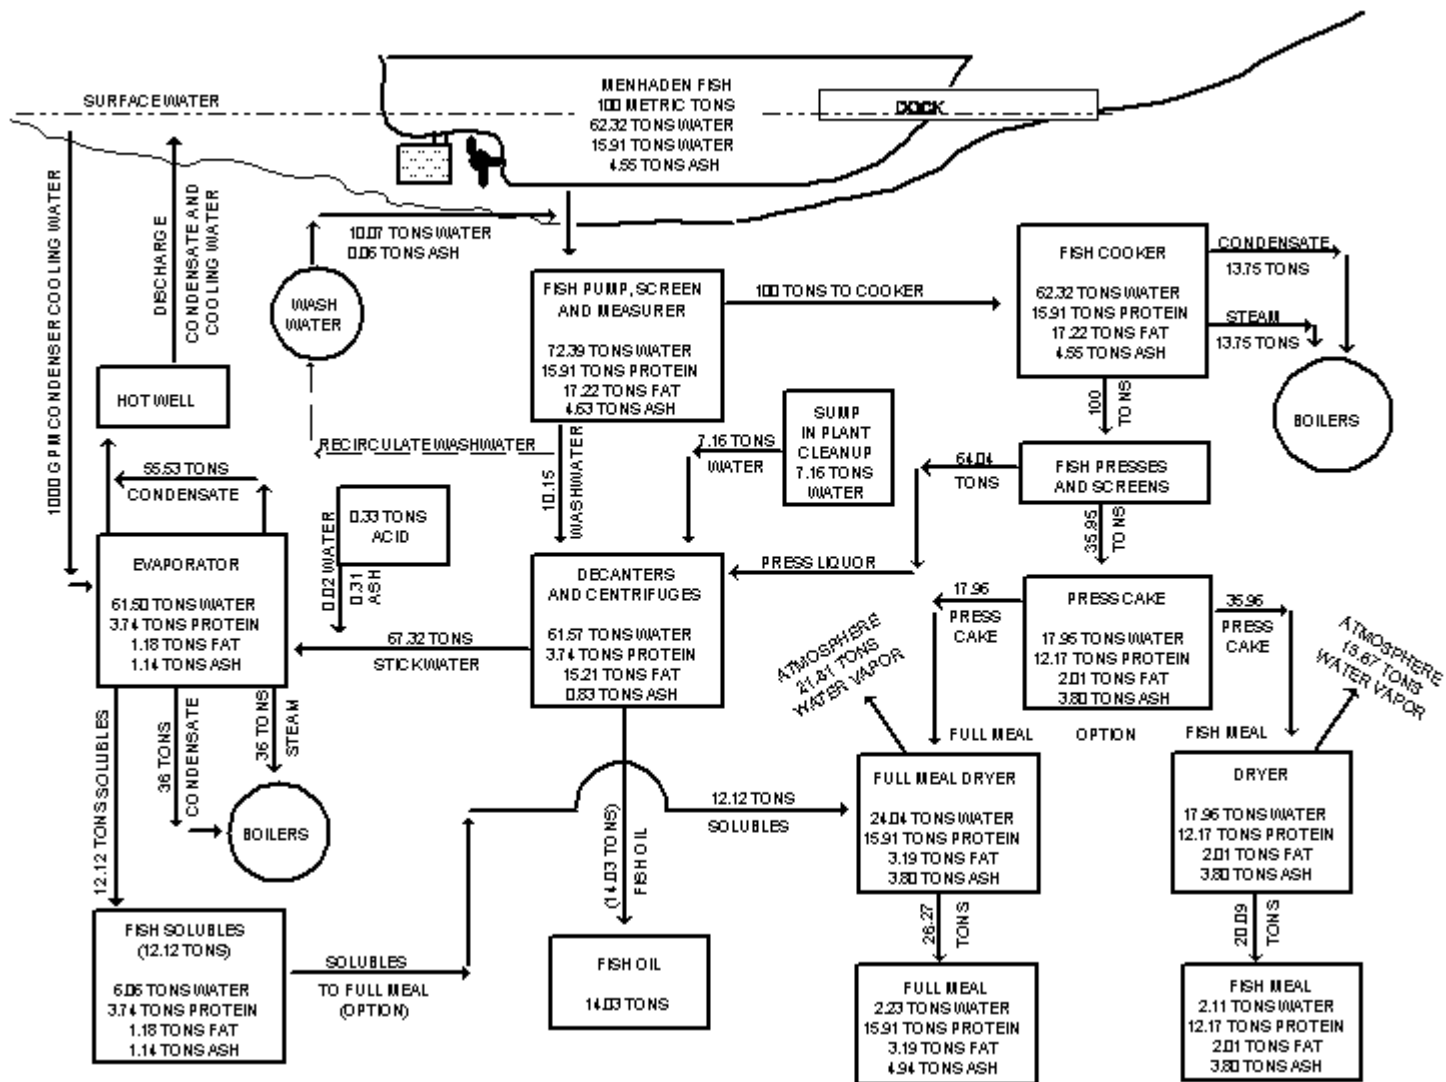 SURFACE WATER
MENHADEN FISH
100 METRIC TONS
62.32 TONS WATER
15.91 TONS WATER
4.55 TONS ASH
DOCK
1000 GPM CONDENSER COOLING WATER
DISCHARGE
CONDENSATE AND
COOLING WATER
10.07 TONS WATER
0.06 TONS ASH
WASH
WATER
FISH PUMP, SCREEN
AND MEASURER
72.39 TONS WATER
15.91 TONS PROTEIN
17.22 TONS FAT
4.63 TONS ASH
100 TONS TO COOKER
FISH COOKER
62.32 TONS WATER
15.91 TONS PROTEIN
17.22 TONS FAT
4.55 TONS ASH
CONDENSATE
13.75 TONS
STEAM
13.75 TONS
BOILERS
HOT WELL
RECIRCULATE WASHWATER
10.15
WASHWATER
7.16 TONS
WATER
SUMP
IN PLANT
CLEANUP
7.16 TONS
WATER
100
TONS
64.04
TONS
FISH PRESSES
AND SCREENS
35.95
TONS
55.53 TONS
CONDENSATE
0.33 TONS
ACID
0.02 WATER
0.31
ASH
PRESS LIQUOR
EVAPORATOR
61.50 TONS WATER
3.74 TONS PROTEIN
1.18 TONS FAT
1.14 TONS ASH
67.32 TONS
STICKWATER
DECANTERS
AND CENTRIFUGES
61.57 TONS WATER
3.74 TONS PROTEIN
15.21 TONS FAT
0.83 TONS ASH
17.96
PRESS
CAKE
PRESS CAKE
17.95 TONS WATER
12.17 TONS PROTEIN
2.01 TONS FAT
3.80 TONS ASH
35.96
PRESS
CAKE
ATMOSPHERE
21.81 TONS
WATER VAPOR
ATMOSPHERE
15.87 TONS
WATER VAPOR
FULL MEAL
OPTION
FISH MEAL
12.12 TONS
SOLUBLES
36 TONS
CONDENSATE
36 TONS
STEAM
BOILERS
12.12 TONS
SOLUBLES
(14.03 TONS)
FISH OIL
FULL MEAL DRYER
24.04 TONS WATER
15.91 TONS PROTEIN
3.19 TONS FAT
3.80 TONS ASH
DRYER
17.96 TONS WATER
12.17 TONS PROTEIN
2.01 TONS FAT
3.80 TONS ASH
26.27
TONS
20.09
TONS
FISH SOLUBLES
(12.12 TONS)
6.06 TONS WATER
3.74 TONS PROTEIN
1.18 TONS FAT
1.14 TONS ASH
SOLUBLES
TO FULL MEAL
(OPTION)
FISH OIL
14.03 TONS
FULL MEAL
2.23 TONS WATER
15.91 TONS PROTEIN
3.19 TONS FAT
4.94 TONS ASH
FISH MEAL
2.11 TONS WATER
12.17 TONS PROTEIN
2.01 TONS FAT
3.80 TONS ASH